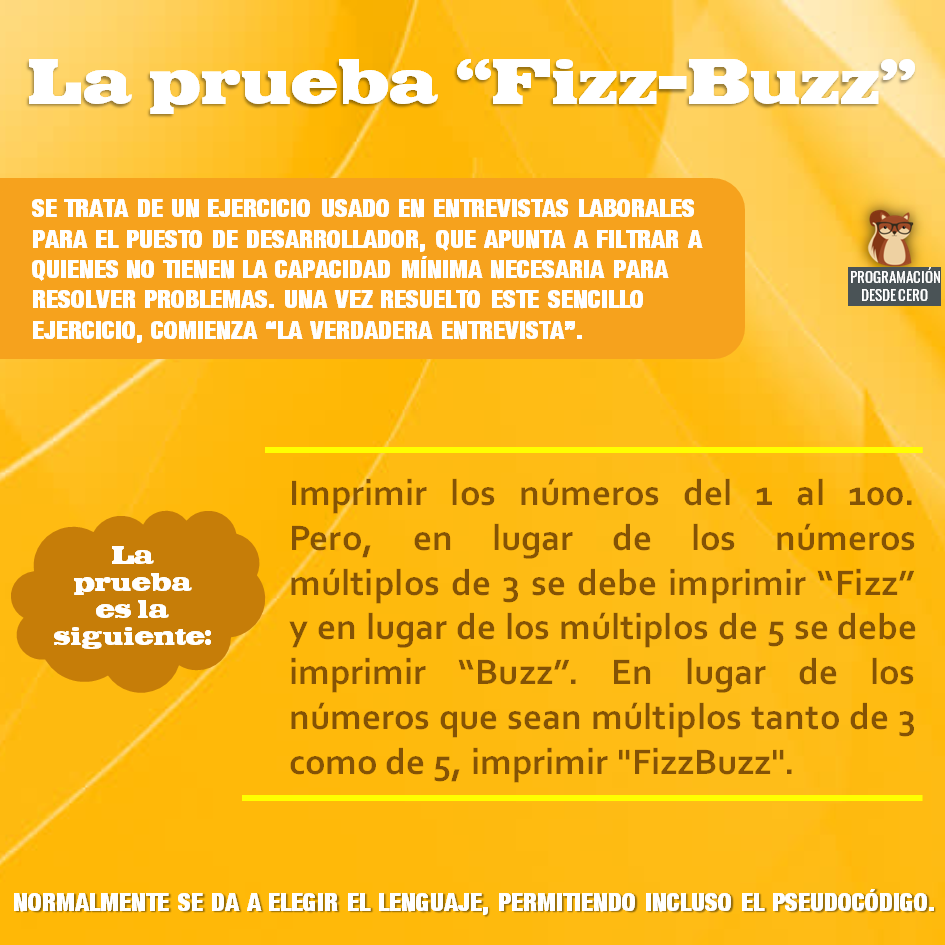 La prueba “Fizz-Buzz”
SE TRATA DE UN EJERCICIO USADO EN ENTREVISTAS LABORALES
PARA EL PUESTO DE DESARROLLADOR, QUE APUNTA A FILTRAR A
QUIENES NO TIENEN LA CAPACIDAD MÍNIMA NECESARIA PARA
RESOLVER PROBLEMAS. UNA VEZ RESUELTO ESTE SENCILLO
EJERCICIO, COMIENZA “LA VERDADERA ENTREVISTA”.
PROGRAMACIÓN
DESDE CERO
La
prueba
es la
siguiente:
Imprimir los números del 1 al 100.
Pero, en lugar de los números
múltiplos de 3 se debe imprimir “Fizz”
y en lugar de los múltiplos de 5 se debe
imprimir “Buzz”. En lugar de los
números que sean múltiplos tanto de 3
como de 5, imprimir "FizzBuzz".
NORMALMENTE SE DA A ELEGIR EL LENGUAJE, PERMITIENDO INCLUSO EL PSEUDOCÓDIGO.